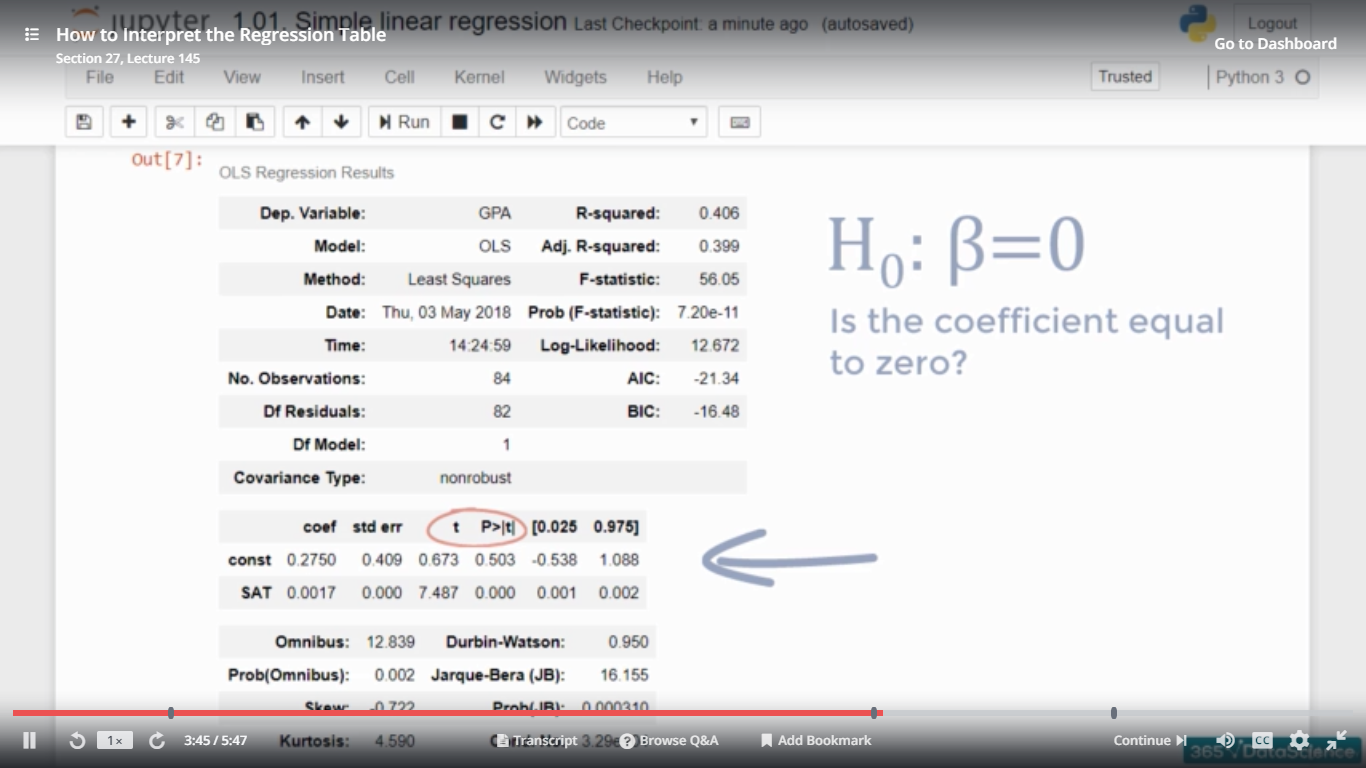 jupyter 1.01. Simple linear regression Last Checkpoint: a minute ago (autosaved)
Logout
How to Interpret the Regression Table
Section 27, Lecture 145
Go to Dashboard
File Edit View Insert Cell Kernel Widgets Help
Trusted
Python 3
Run
Code
Out[7]:
OLS Regression Results
Dep. Variable: GPA R-squared: 0.406
Model: OLS Adj. R-squared: 0.399
Method: Least Squares F-statistic: 56.05
Date: Thu, 03 May 2018 Prob (F-statistic): 7.20e-11
Time: 14:24:59 Log-Likelihood: 12.672
No. Observations: 84 AIC: -21.34
Df Residuals: 82 BIC: -16.48
Df Model: 1
Covariance Type: nonrobust
H₀: β=0
Is the coefficient equal
to zero?
coef std err t P>|t| [0.025 0.975]
const 0.2750 0.409 0.673 0.503 -0.538 1.088
SAT 0.0017 0.000 7.487 0.000 0.001 0.002
Omnibus: 12.839 Durbin-Watson: 0.950
Prob(Omnibus): 0.002 Jarque-Bera (JB): 16.155
Skew: -0.722 Prob(JB): 0.000310
Kurtosis: 4.590
1× 3:45 / 5:47 Transcript Browse Q&A Add Bookmark Continue CC
365 DataScience